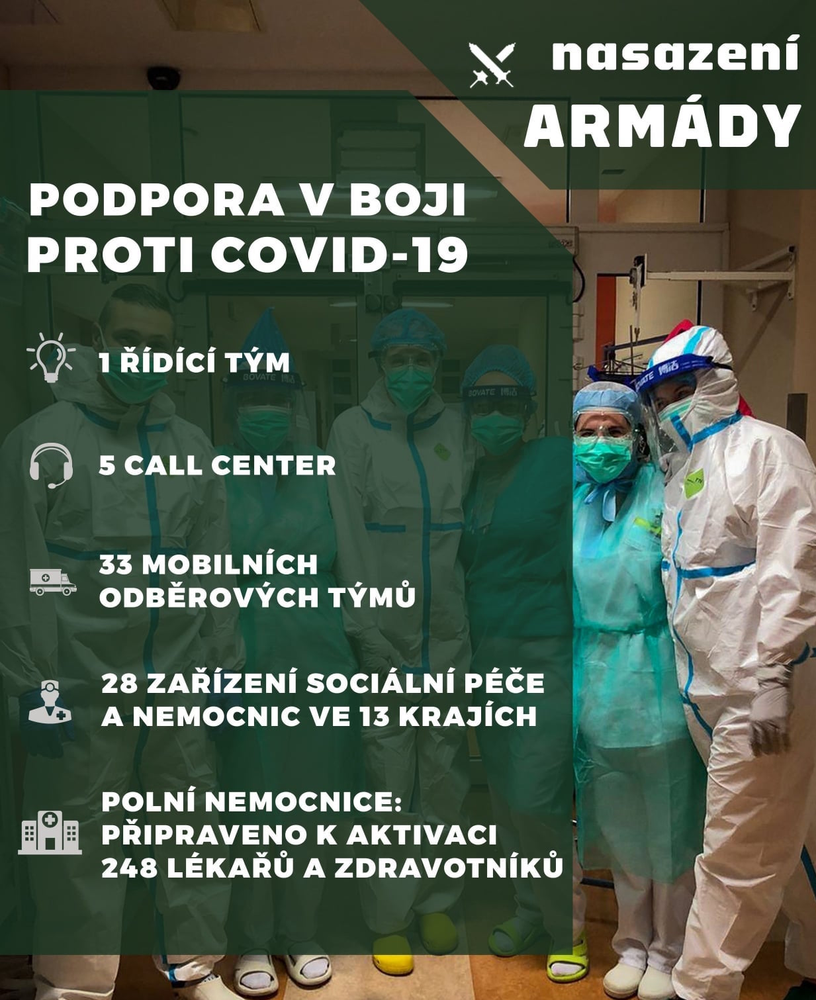 nasazení
ARMÁDY
PODPORA V BOJI
PROTI COVID-19
1 ŘÍDÍCÍ TÝM
5 CALL CENTER
33 MOBILNÍCH
ODBĚROVÝCH TÝMŮ
28 ZAŘÍZENÍ SOCIÁLNÍ PÉČE
A NEMOCNIC VE 13 KRAJÍCH
POLNÍ NEMOCNICE:
PŘIPRAVENO K AKTIVACI
248 LÉKAŘŮ A ZDRAVOTNÍKŮ
BOVATE 博洁
BOVATE 博洁
BOVATE 博洁